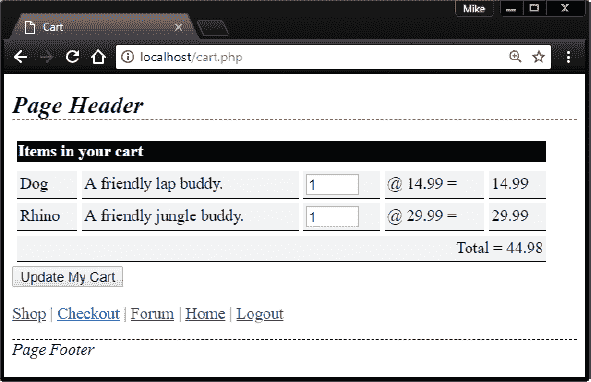 Mike
Cart
localhost/cart.php
Page Header
Items in your cart
Dog A friendly lap buddy. 1 @ 14.99 = 14.99
Rhino A friendly jungle buddy. 1 @ 29.99 = 29.99
Total = 44.98
Update My Cart
Shop | Checkout | Forum | Home | Logout
Page Footer